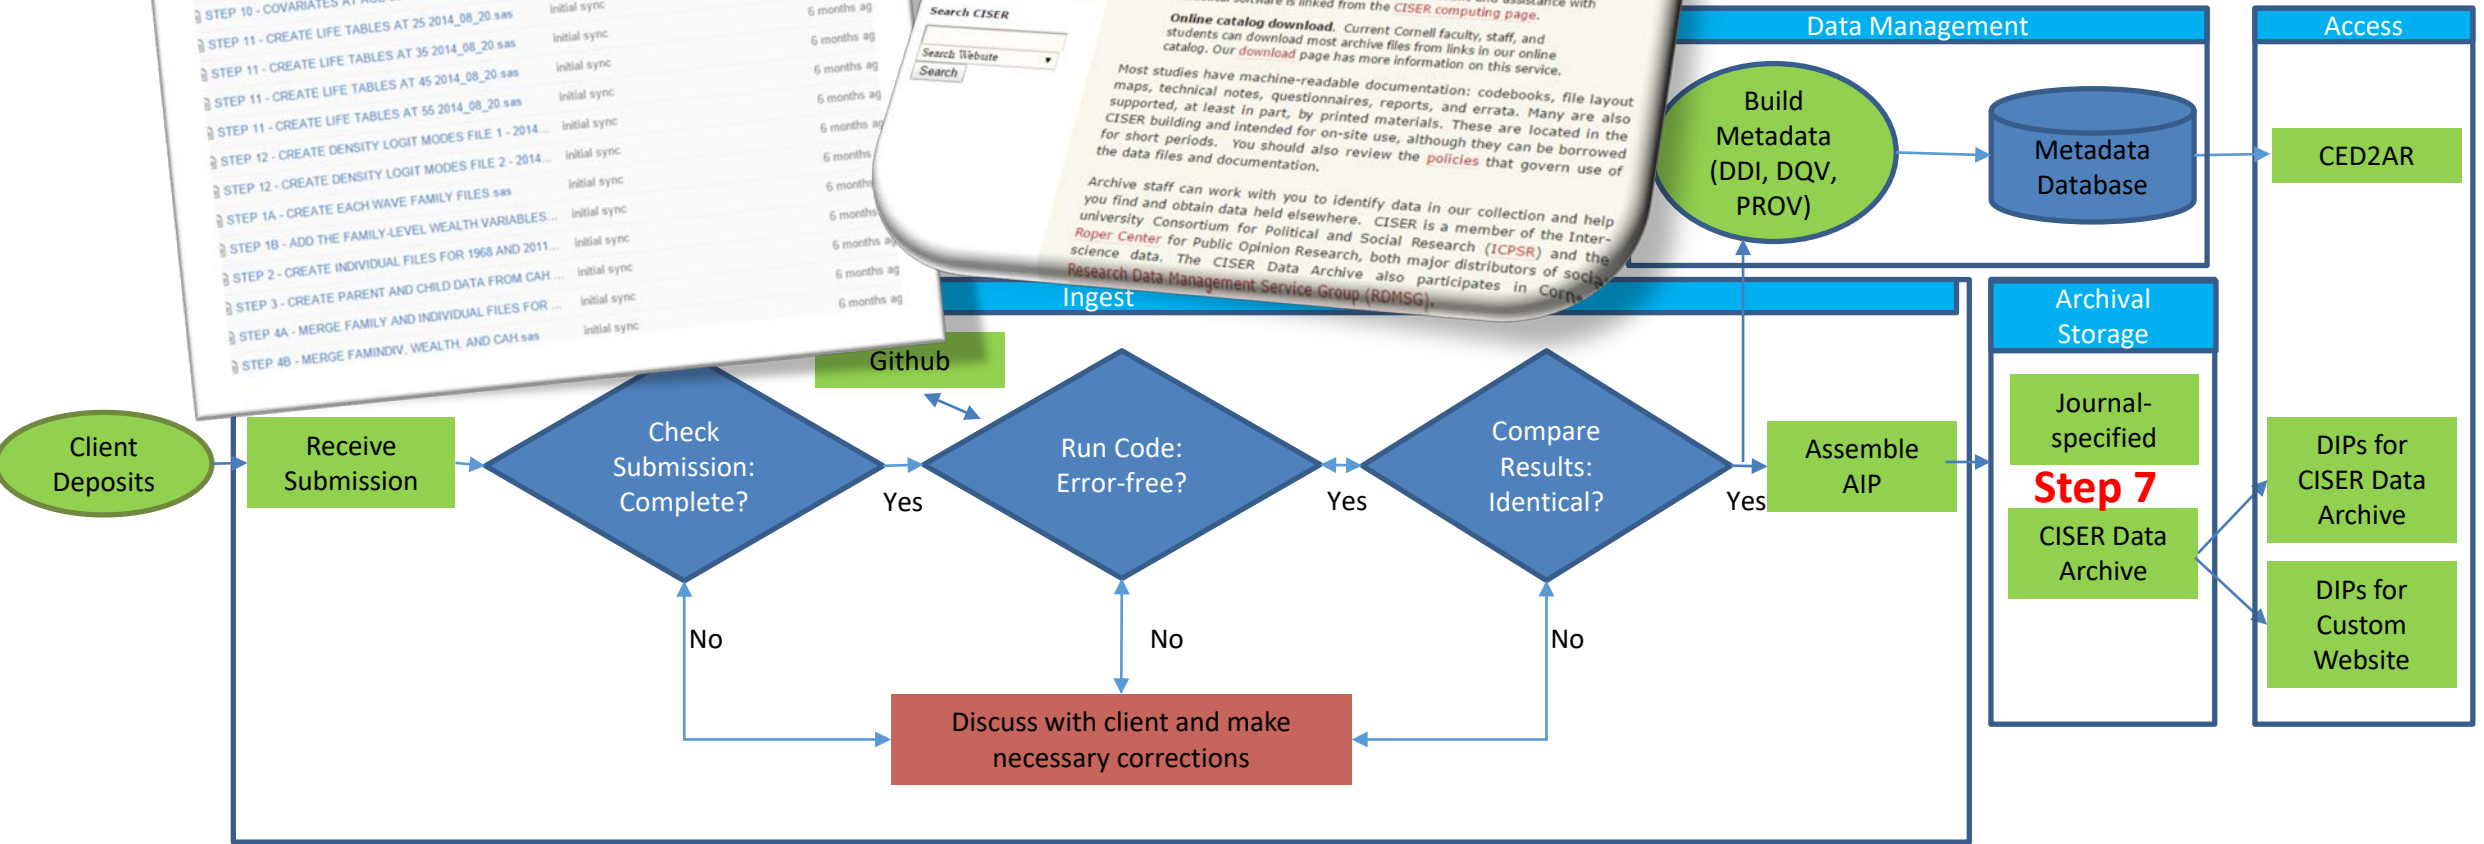 STEP 10 - COVARIATES AT
initial sync
6 months ago
STEP 11 - CREATE LIFE TABLES AT 25 2014_08_20.sas
initial sync
6 months ag
STEP 11 - CREATE LIFE TABLES AT 35 2014_08_20.sas
initial sync
6 months ag
STEP 11 - CREATE LIFE TABLES AT 45 2014_08_20.sas
initial sync
6 months ag
STEP 11 - CREATE LIFE TABLES AT 55 2014_08_20.sas
initial sync
6 months ag
STEP 12 - CREATE DENSITY LOGIT MODES FILE 1 - 2014...
initial sync
6 months ag
STEP 12 - CREATE DENSITY LOGIT MODES FILE 2 - 2014...
initial sync
6 months
STEP 1A - CREATE EACH WAVE FAMILY FILES.sas
initial sync
6 months
STEP 1B - ADD THE FAMILY-LEVEL WEALTH VARIABLES...
initial sync
6 months
STEP 2 - CREATE INDIVIDUAL FILES FOR 1968 AND 2011...
initial sync
6 months ag
STEP 3 - CREATE PARENT AND CHILD DATA FROM CAH ...
initial sync
6 months ag
STEP 4A - MERGE FAMILY AND INDIVIDUAL FILES FOR ...
initial sync
6 months ag
STEP 4B - MERGE FAMINDIV, WEALTH, AND CAH.sas
initial sync
Search CISER
Search Website
Search
and assistance with
software is linked from the CISER computing page.
Online catalog download. Current Cornell faculty, staff, and
students can download most archive files from links in our online
catalog. Our download page has more information on this service.
Most studies have machine-readable documentation: codebooks, file layout
maps, technical notes, questionnaires, reports, and errata. Many are also
supported, at least in part, by printed materials. These are located in the
CISER building and intended for on-site use, although they can be borrowed
for short periods. You should also review the policies that govern use of
the data files and documentation.
Archive staff can work with you to identify data in our collection and help
you find and obtain data held elsewhere. CISER is a member of the Inter-
university Consortium for Political and Social Research (ICPSR) and the
Roper Center for Public Opinion Research, both major distributors of social
science data. The CISER Data Archive also participates in Corn
Research Data Management Service Group (RDMSG).
Data Management
Build
Metadata
(DDI, DQV,
PROV)
Metadata
Database
Access
CED2AR
Ingest
Archival
Storage
Github
Client
Deposits
Receive
Submission
Check
Submission:
Complete?
Yes
Run Code:
Error-free?
Yes
Compare
Results:
Identical?
Yes
Assemble
AIP
Journal-
specified
Step 7
CISER Data
Archive
DIPs for
CISER Data
Archive
DIPs for
Custom
Website
No
No
No
Discuss with client and make
necessary corrections